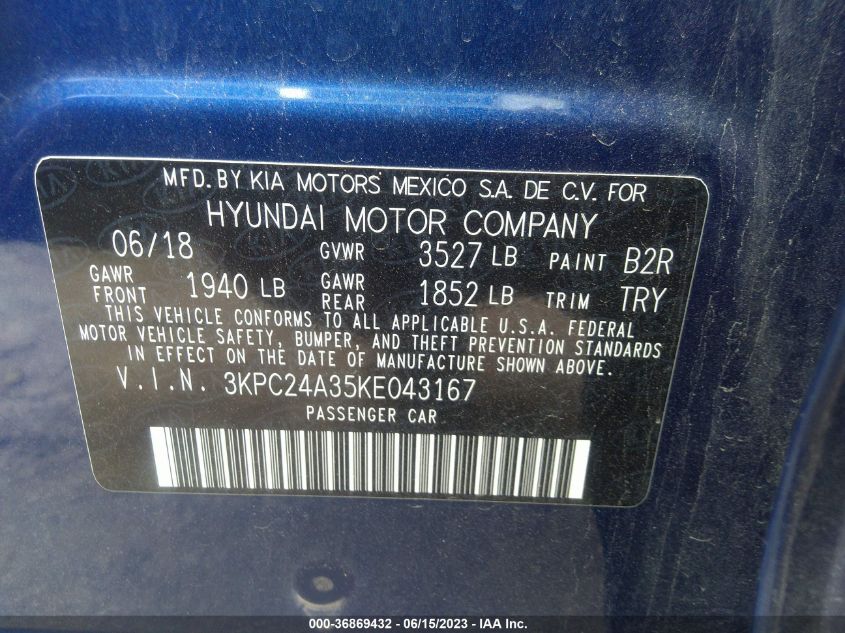 MFD. BY KIA MOTORS MEXICO S.A. DE C.V. FOR
HYUNDAI MOTOR COMPANY
06/18 GVWR 3527 LB PAINT B2R
GAWR FRONT 1940 LB GAWR REAR 1852 LB TRIM TRY
THIS VEHICLE CONFORMS TO ALL APPLICABLE U.S.A. FEDERAL
MOTOR VEHICLE SAFETY, BUMPER, AND THEFT PREVENTION STANDARDS
IN EFFECT ON THE DATE OF MANUFACTURE SHOWN ABOVE.
V.I.N. 3KPC24A35KE043167
PASSENGER CAR
000-36869432 - 06/15/2023 - IAA Inc.